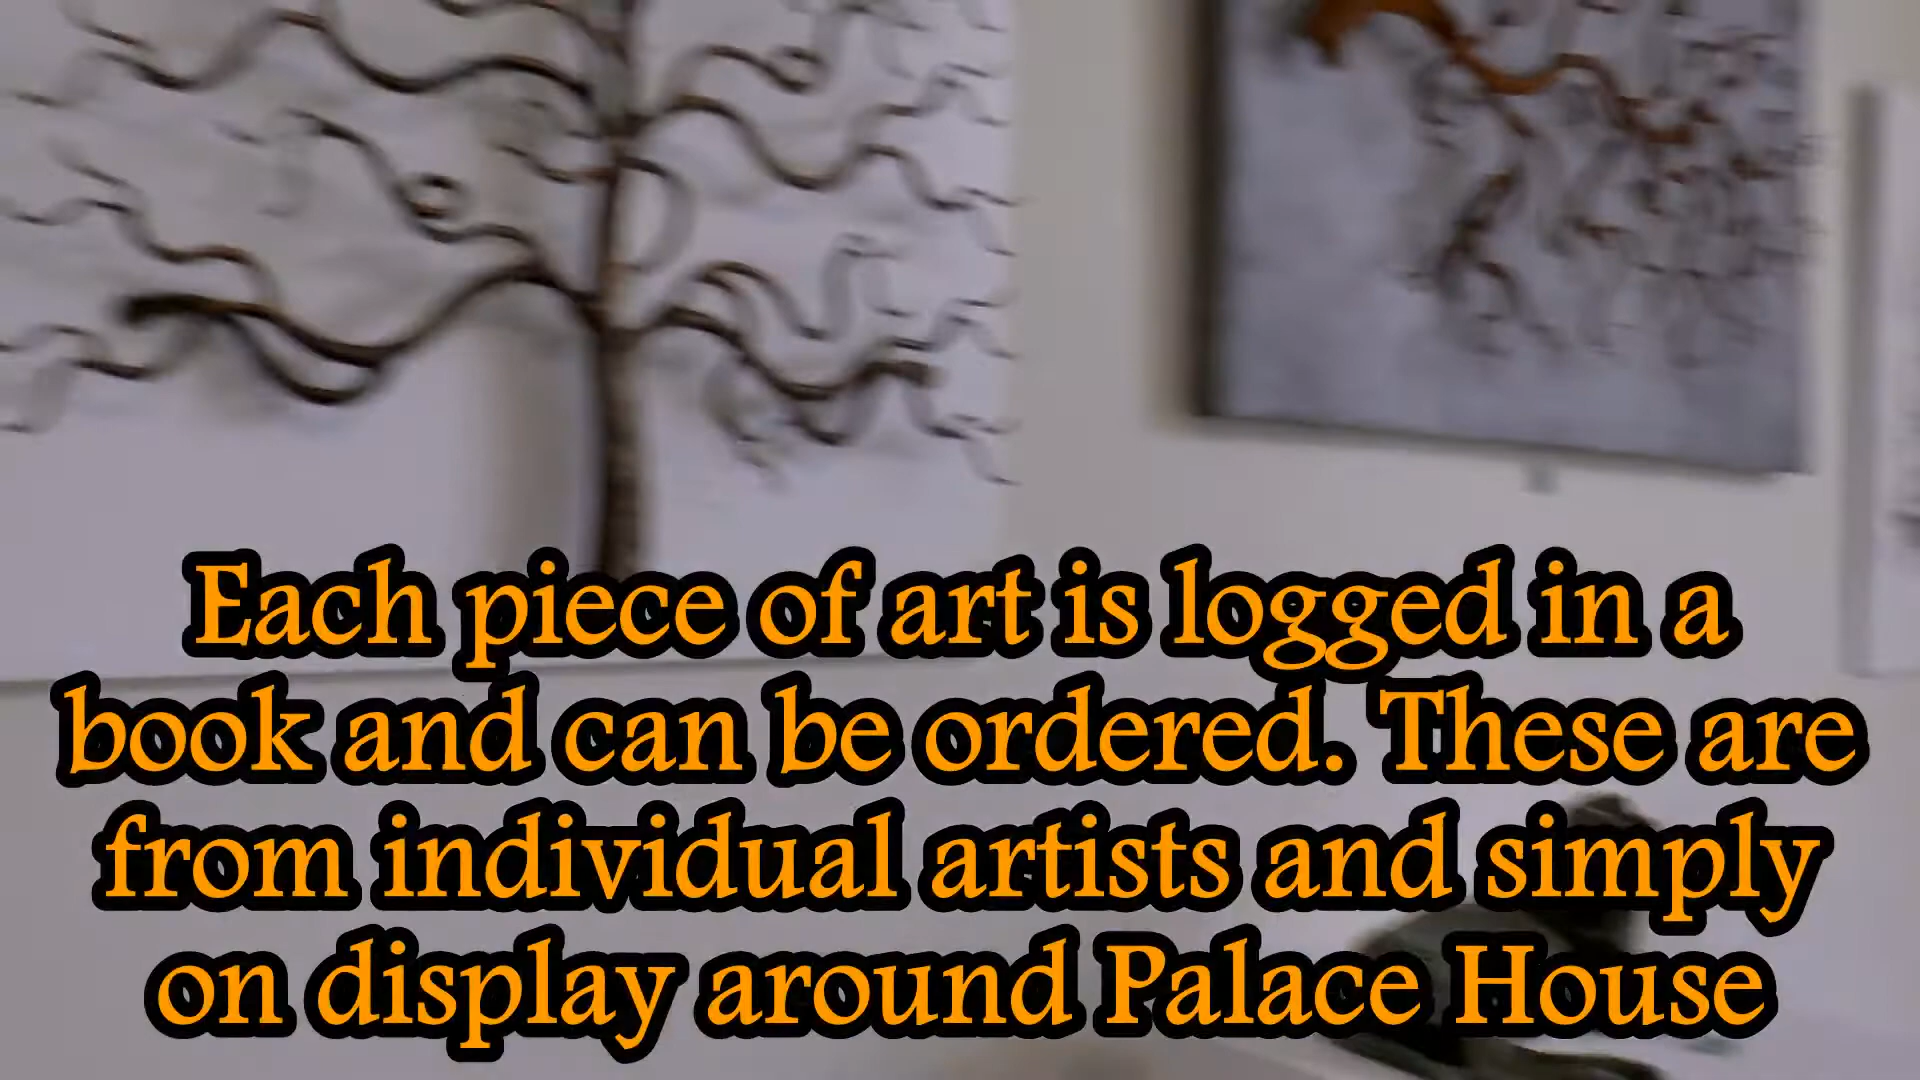 Each piece of art is logged in a
book and can be ordered. These are
from individual artists and simply
on display around Palace House